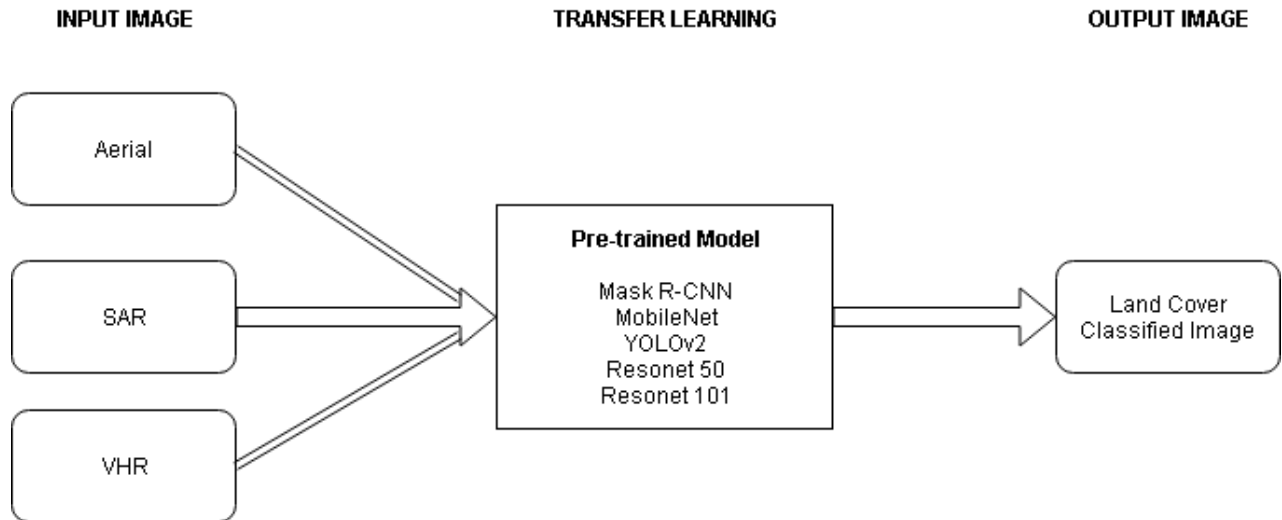 INPUT IMAGE
TRANSFER LEARNING
OUTPUT IMAGE
Aerial
SAR
VHR
Pre-trained Model
Mask R-CNN
MobileNet
YOLOv2
Resonet 50
Resonet 101
Land Cover
Classified Image